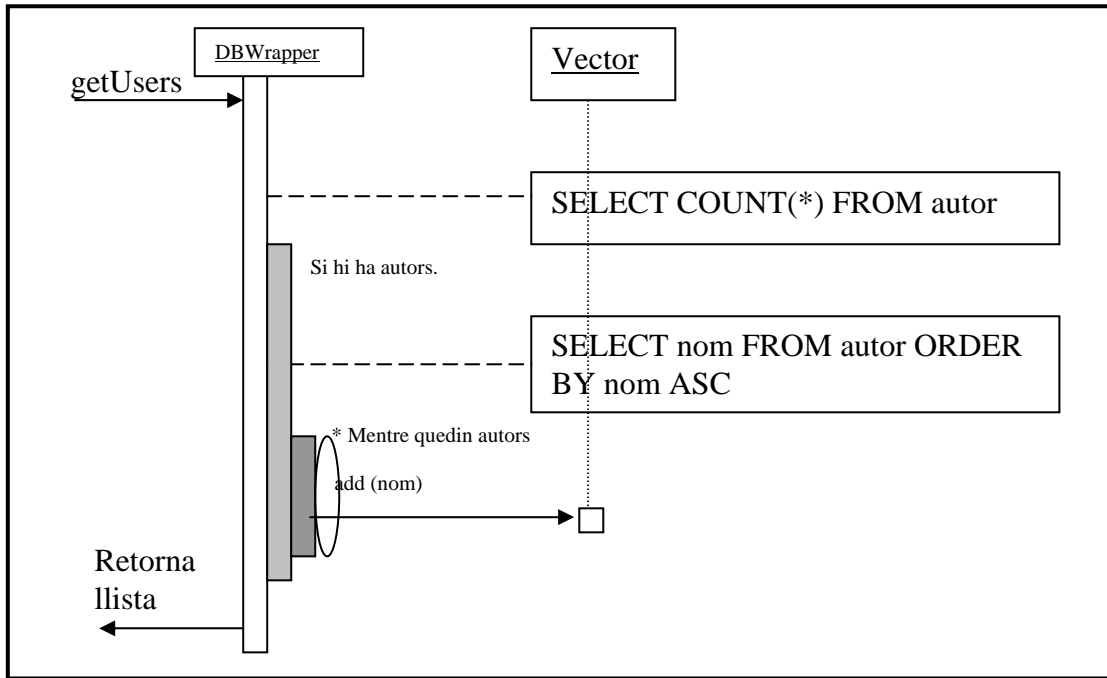 DBWrapper
Vector
getUsers
SELECT COUNT(*) FROM autor
Si hi ha autors.
SELECT nom FROM autor ORDER
BY nom ASC
* Mentre quedin autors
add (nom)
Retorna
llista